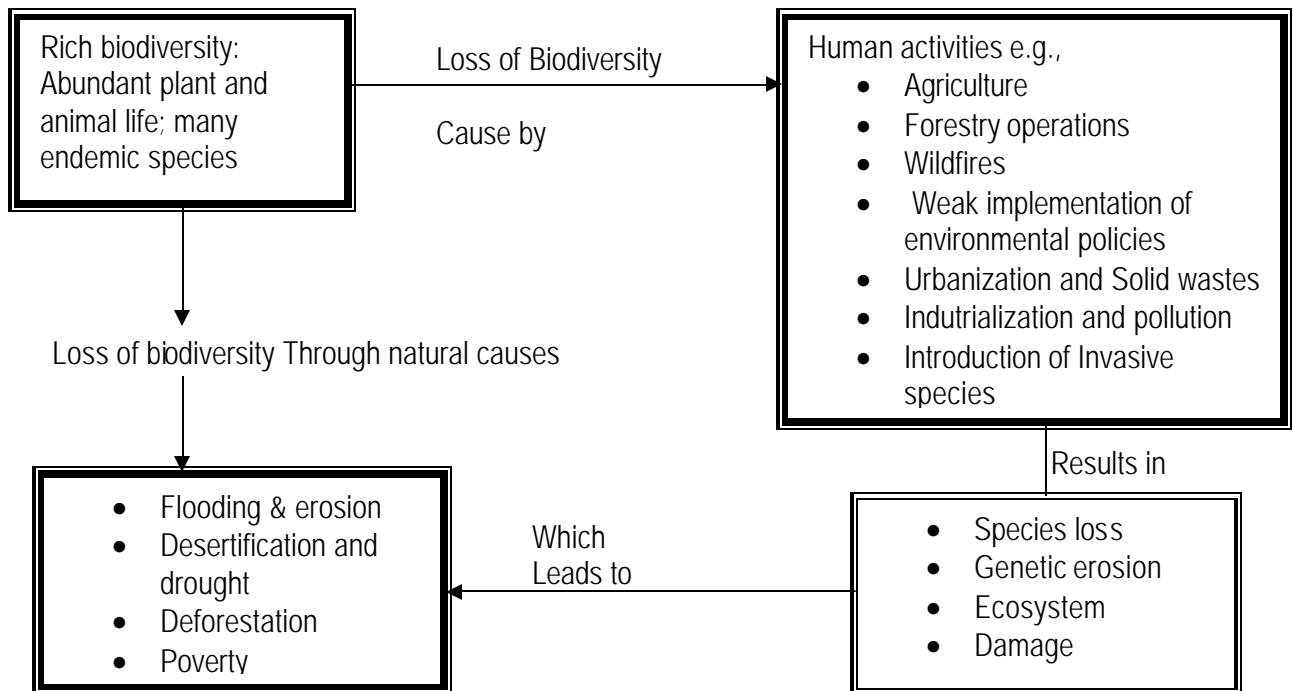 Rich biodiversity:
Abundant plant and
animal life; many
endemic species
Loss of Biodiversity
Cause by
Human activities e.g.,
• Agriculture
• Forestry operations
• Wildfires
• Weak implementation of
environmental policies
• Urbanization and Solid wastes
• Indutrialization and pollution
• Introduction of Invasive
species
Loss of biodiversity Through natural causes
Results in
• Flooding & erosion
• Desertification and
drought
• Deforestation
• Poverty
Which
Leads to
• Species loss
• Genetic erosion
• Ecosystem
• Damage